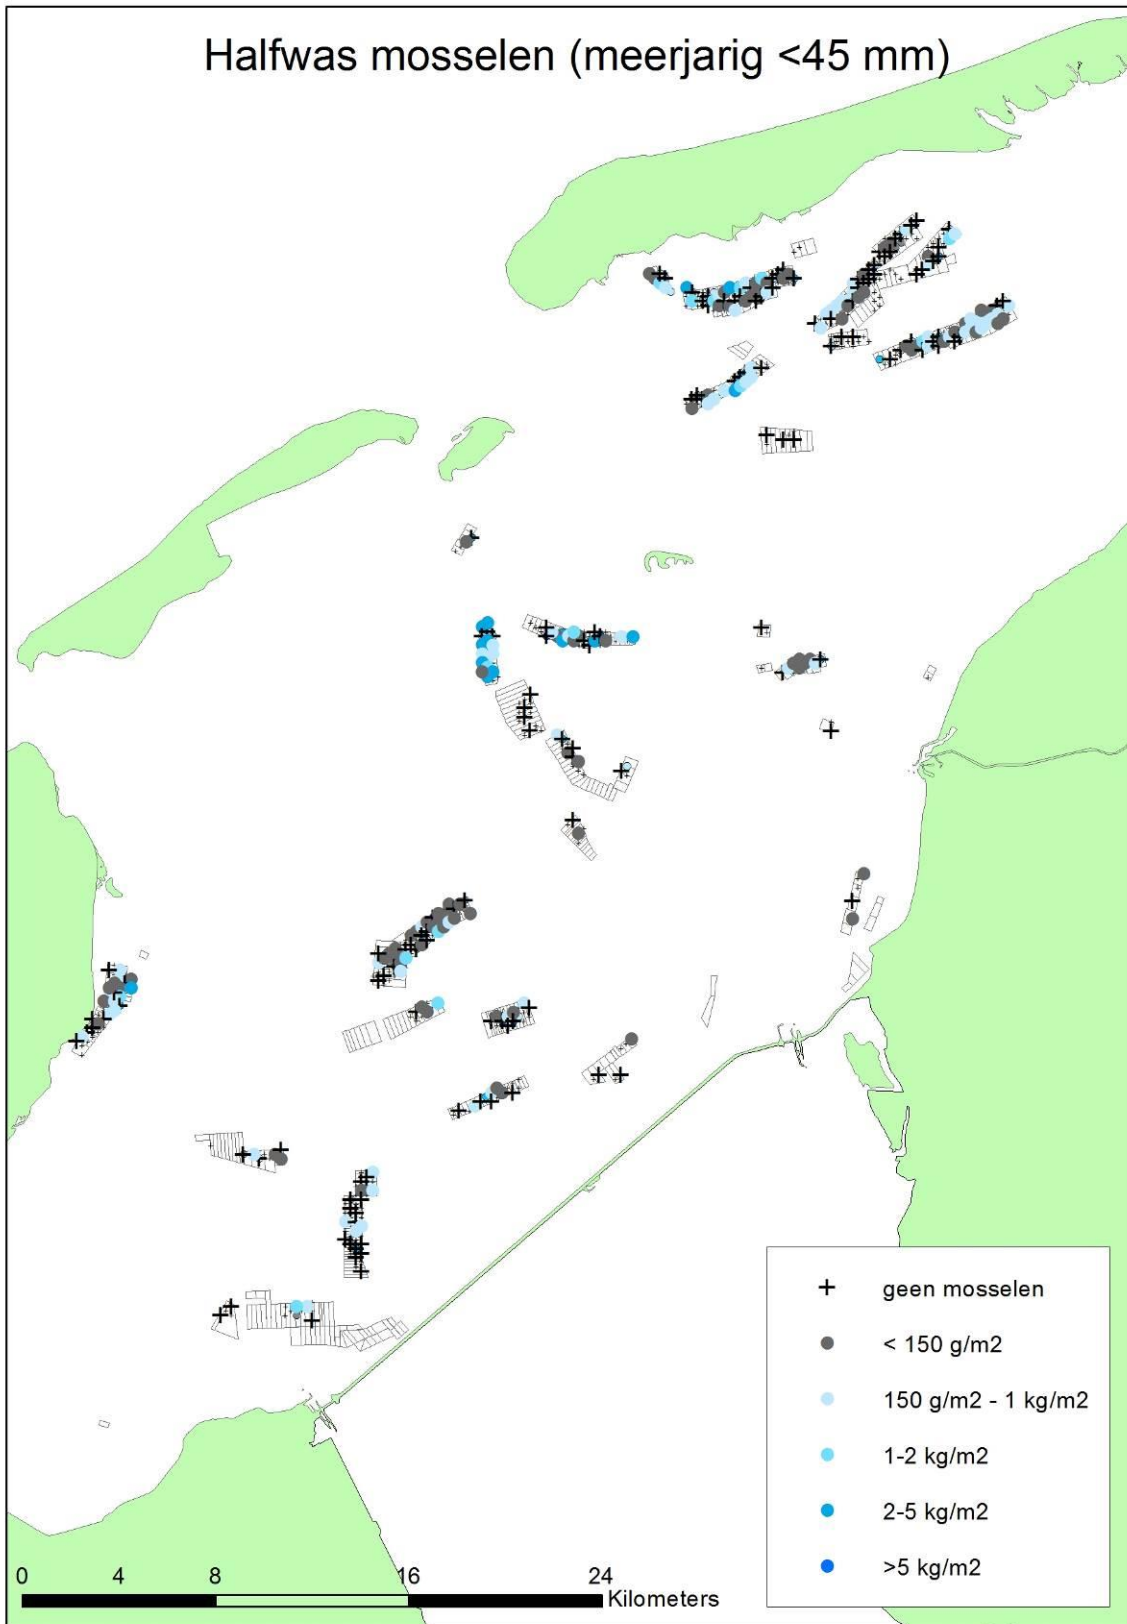 Halfwas mosselen (meerjarig <45 mm)
geen mosselen
< 150 g/m2
150 g/m2 - 1 kg/m2
1-2 kg/m2
2-5 kg/m2
>5 kg/m2
0 4 8 16 24
Kilometers